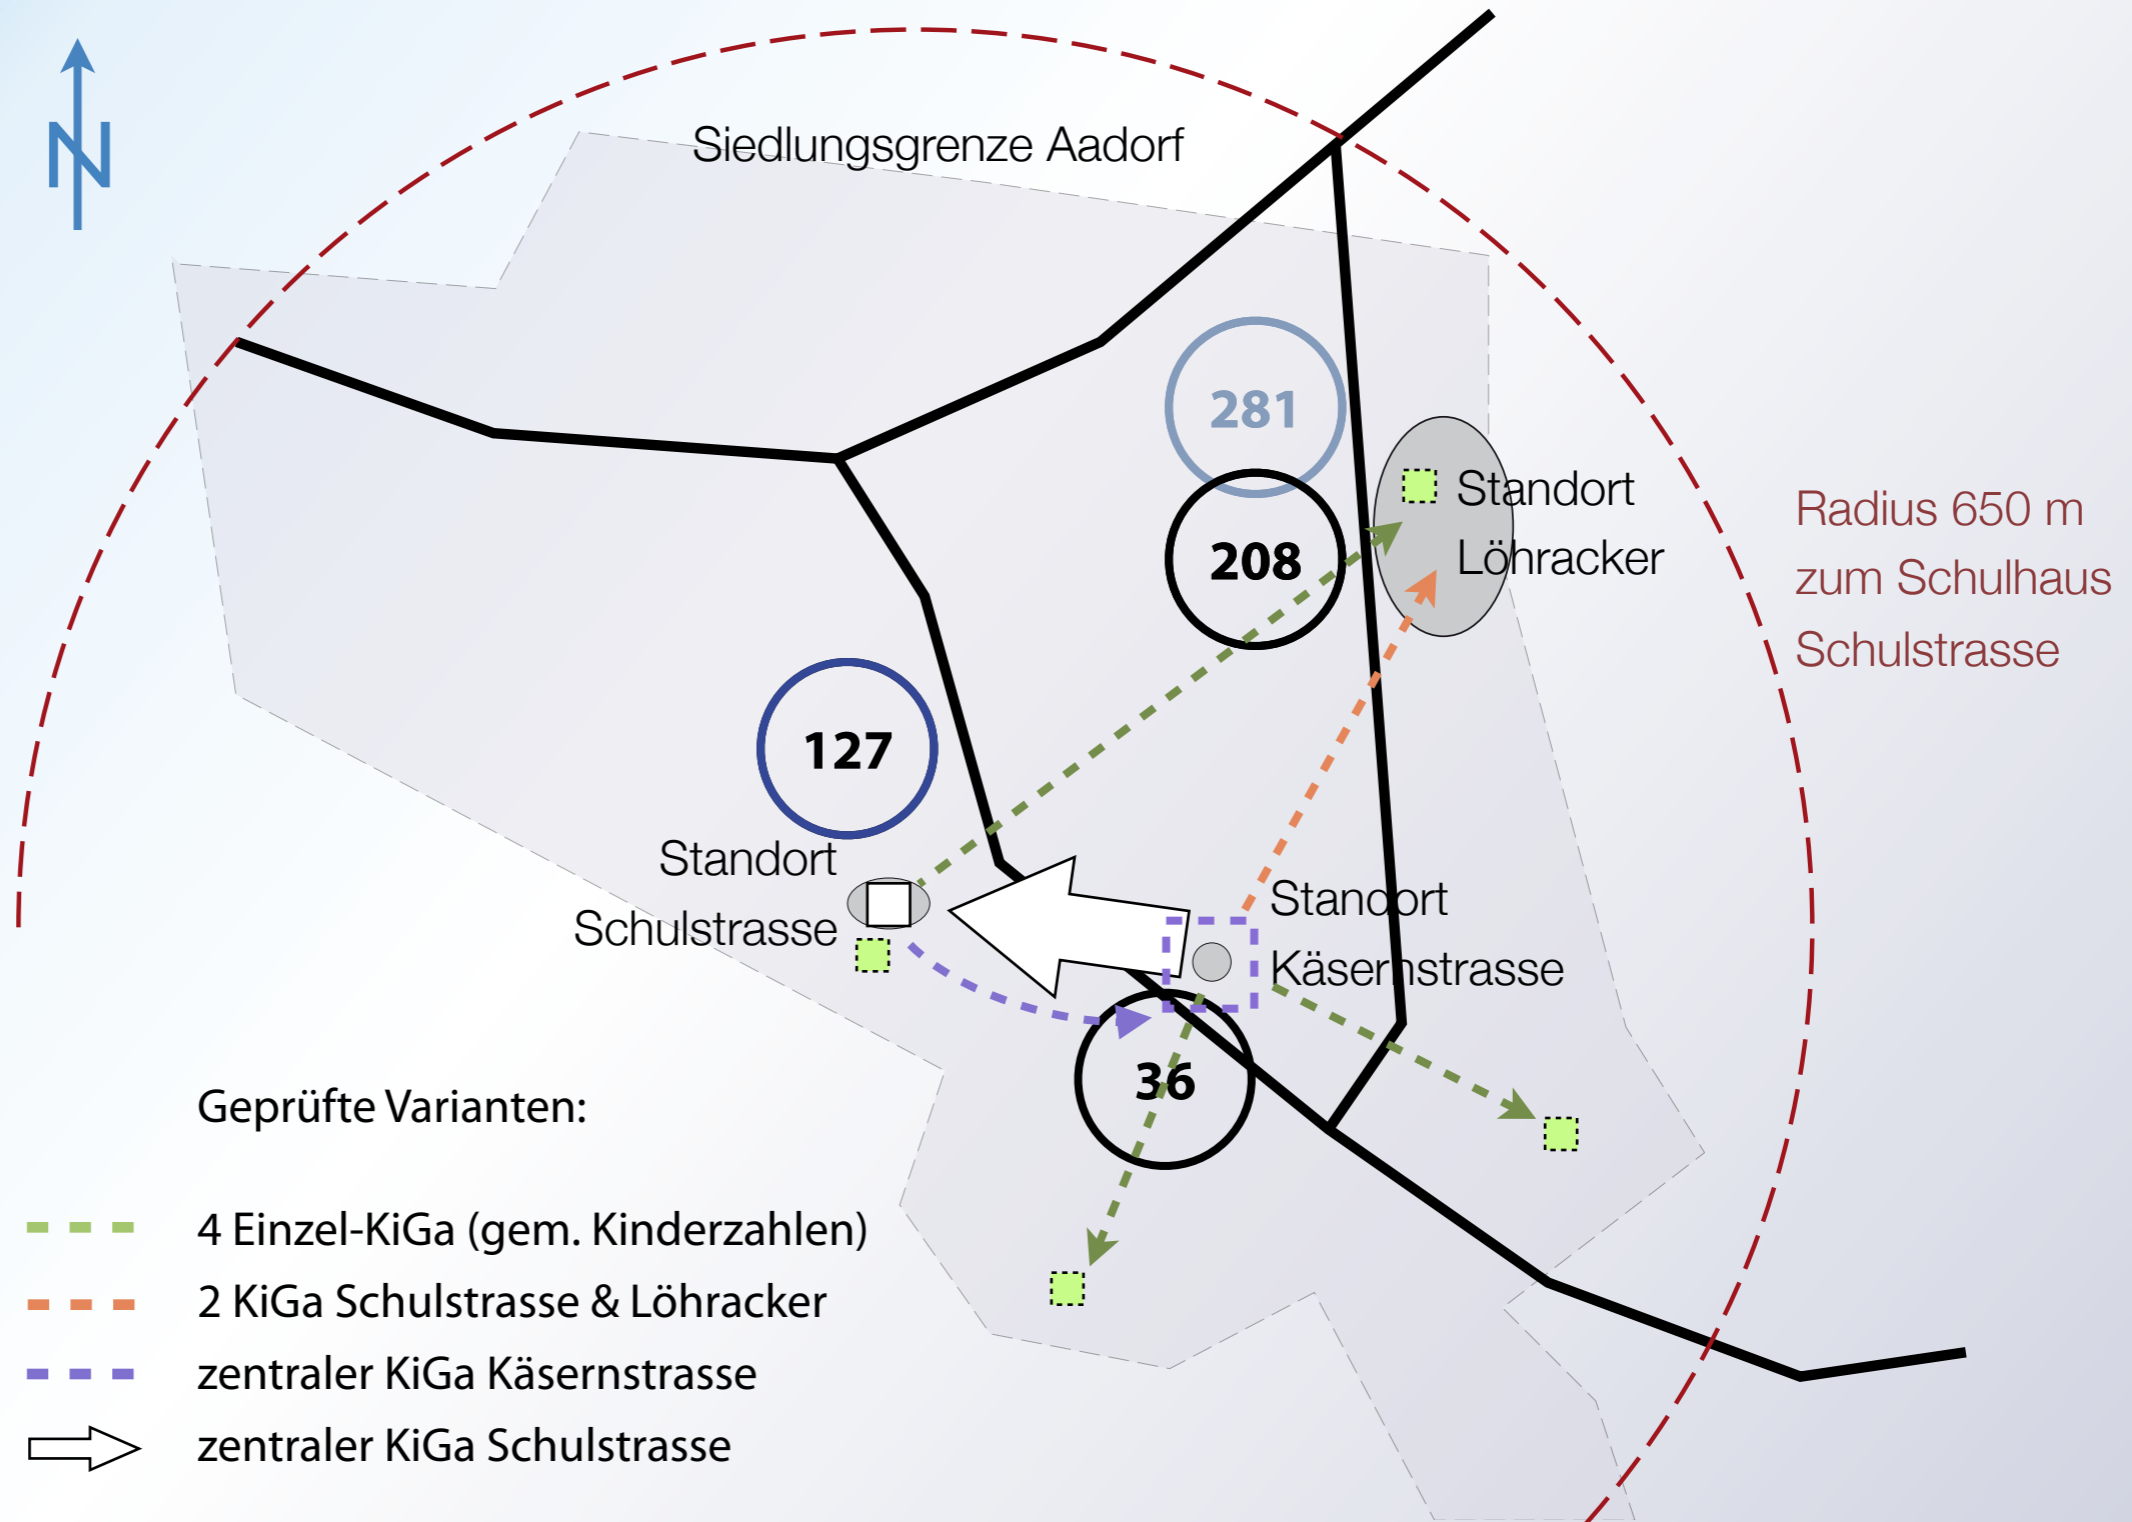 N
Siedlungsgrenze Aadorf
281
208
Standort
Löhracker
Radius 650 m
zum Schulhaus
Schulstrasse
127
Standort
Schulstrasse
Standort
Käsernstrasse
36
Geprüfte Varianten:
4 Einzel-KiGa (gem. Kinderzahlen)
2 KiGa Schulstrasse & Löhracker
zentraler KiGa Käsernstrasse
zentraler KiGa Schulstrasse